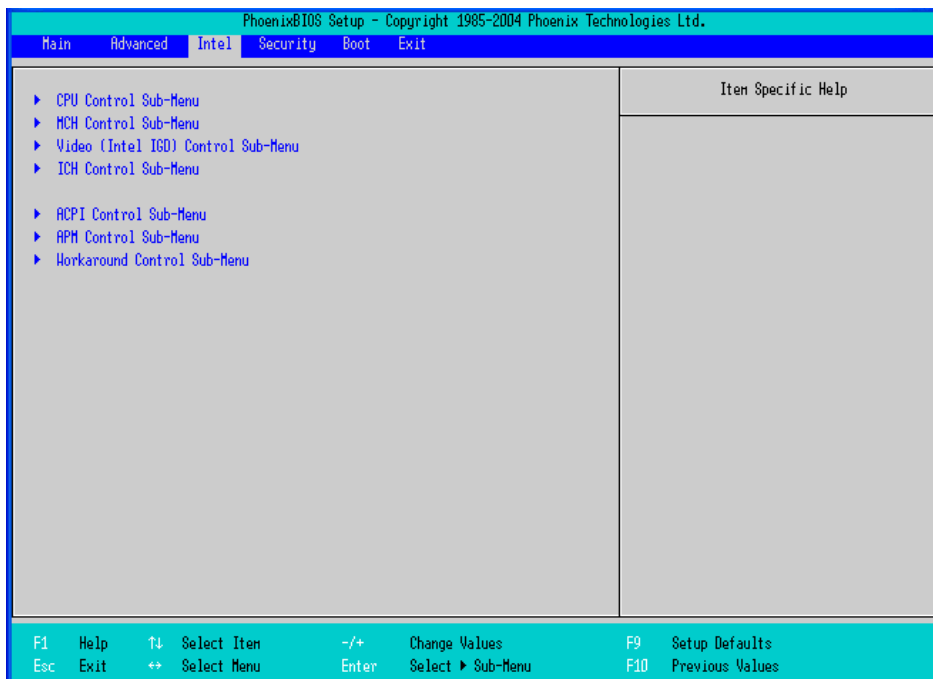 PhoenixBIOS Setup - Copyright 1985-2004 Phoenix Technologies Ltd.
Main Advanced Intel Security Boot Exit
Item Specific Help
▶ CPU Control Sub-Menu
▶ MCH Control Sub-Menu
▶ Video (Intel IGD) Control Sub-Menu
▶ ICH Control Sub-Menu
▶ ACPI Control Sub-Menu
▶ APM Control Sub-Menu
▶ Workaround Control Sub-Menu
F1 Help ↑↓ Select Item -/+ Change Values F9 Setup Defaults
Esc Exit ↔ Select Menu Enter Select ▶ Sub-Menu F10 Previous Values